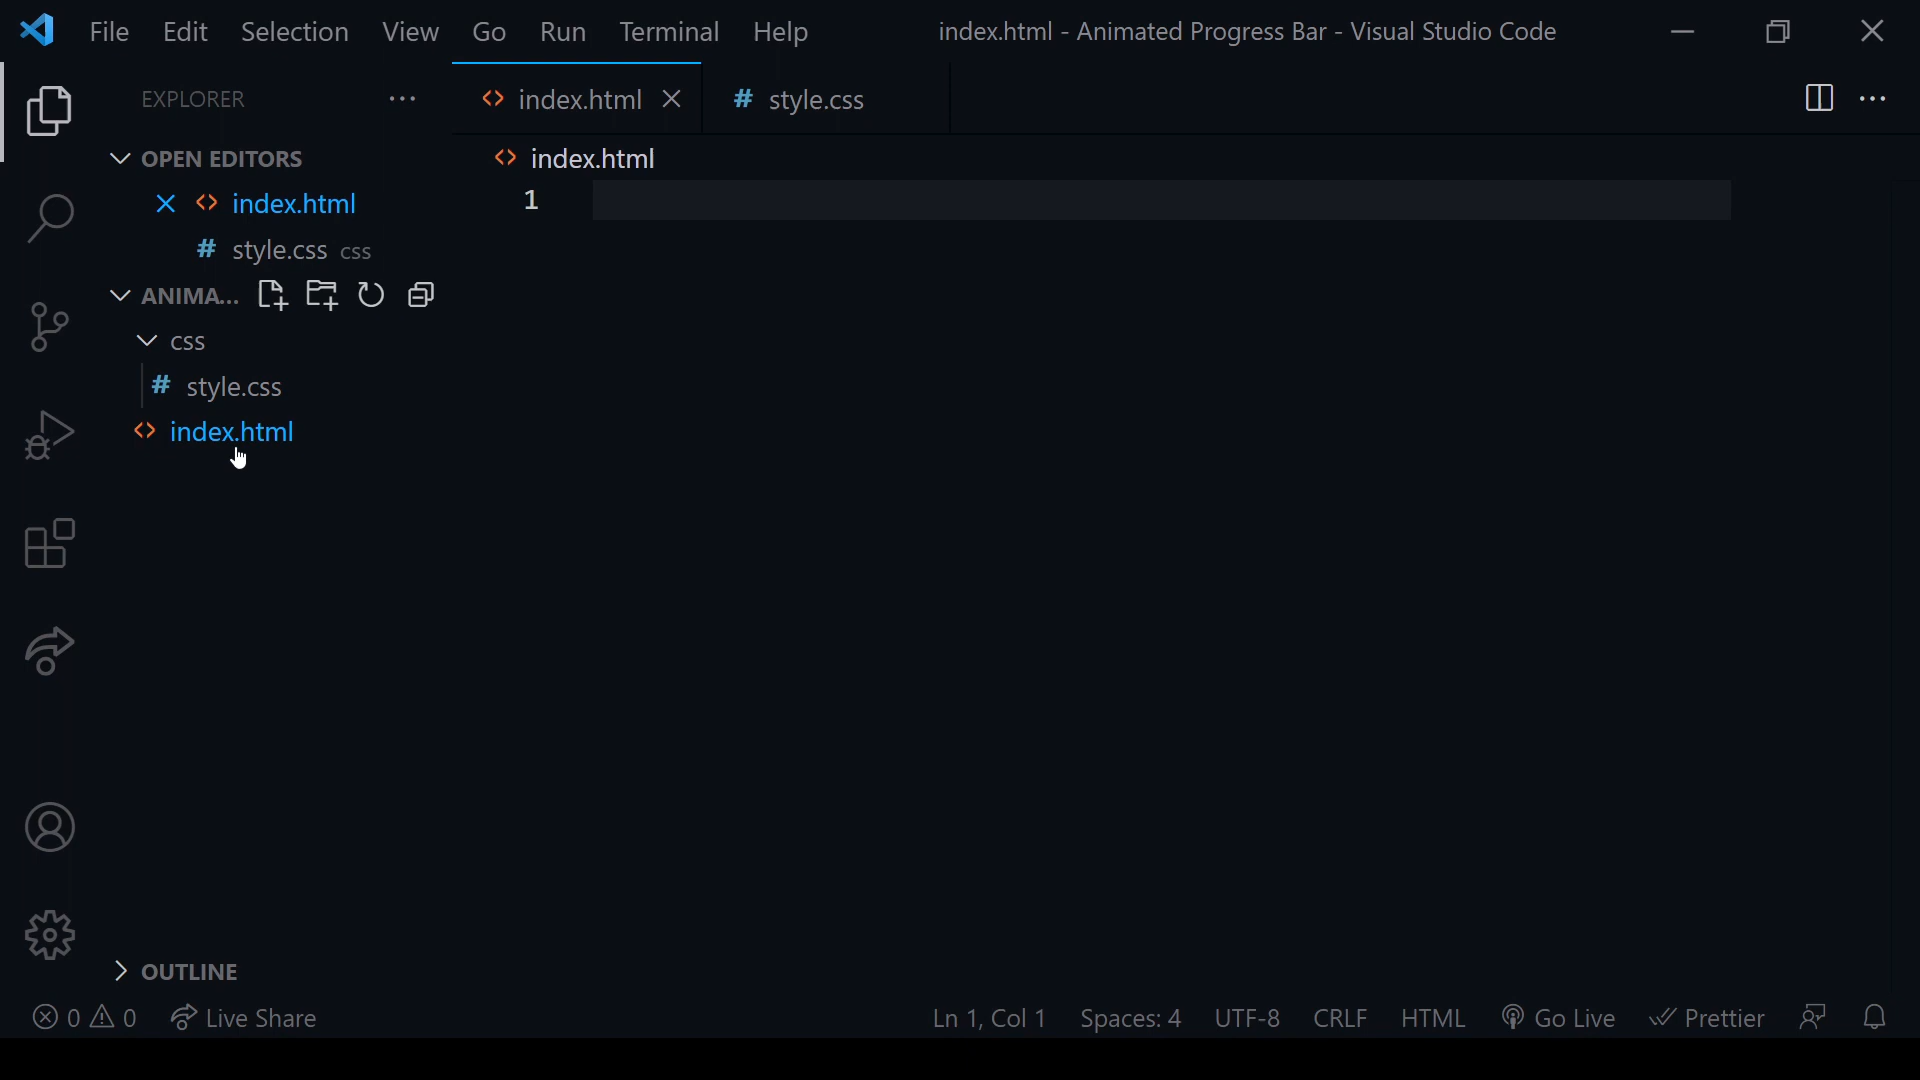 File Edit Selection View Go Run Terminal Help index.html - Animated Progress Bar - Visual Studio Code
EXPLORER
index.html
# style.css
OPEN EDITORS
index.html
index.html
1
# style.css css
ANIMA...
css
# style.css
index.html
OUTLINE
0 0 Live Share Ln 1, Col 1 Spaces: 4 UTF-8 CRLF HTML Go Live Prettier